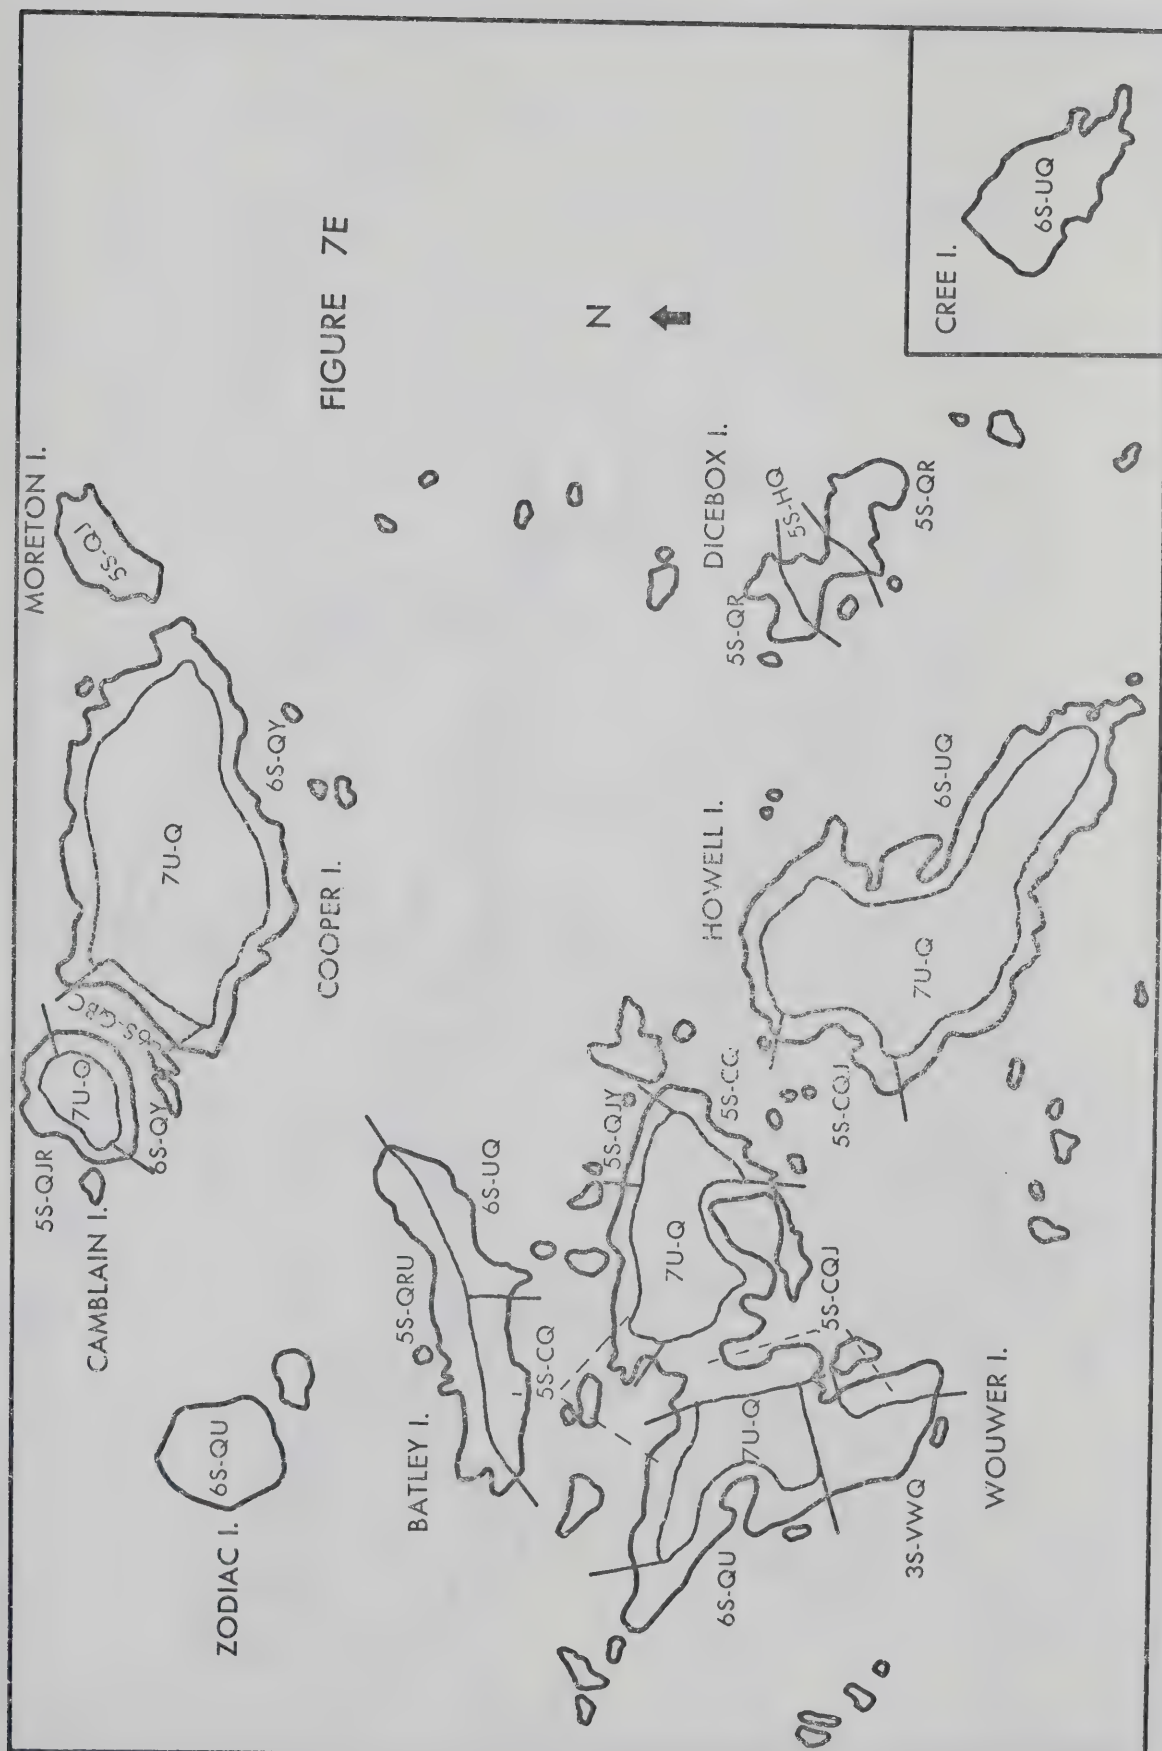 FIGURE 7E
N
MORETON I.
5S-QJ
7U-Q
6S-QY
COOPER I.
6S-QBC
5S-QJR
7U-Q
6S-QY
CAMBLAIN I.
ZODIAC I.
6S-QU
BATLEY I.
5S-QRU
6S-UQ
5S-CQ
5S-QJY
5S-CQ
7U-Q
5S-CQJ
7U-Q
6S-QU
3S-VWQ
WOUWER I.
HOWELL I.
6S-UQ
7U-Q
5S-CQJ
DICEBOX I.
5S-QR
5S-HQ
5S-QR
CREE I.
6S-UQ